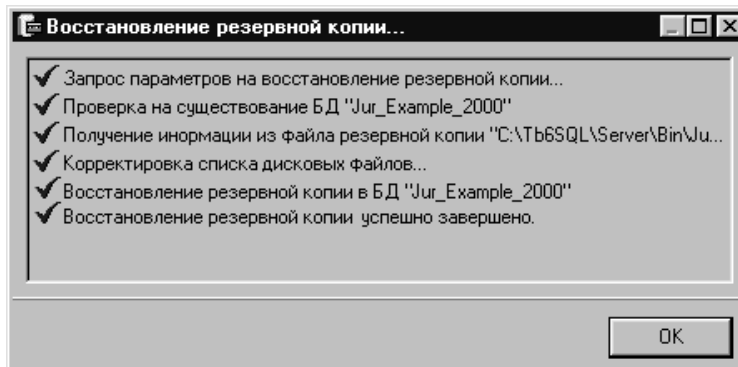 Восстановление резервной копии...
Запрос параметров на восстановление резервной копии...
Проверка на существование БД "Jur_Example_2000"
Получение инормации из файла резервной копии "C:\Tb6SQL\Server\Bin\Ju...
Корректировка списка дисковых файлов...
Восстановление резервной копии в БД "Jur_Example_2000"
Восстановление резервной копии успешно завершено.
OK